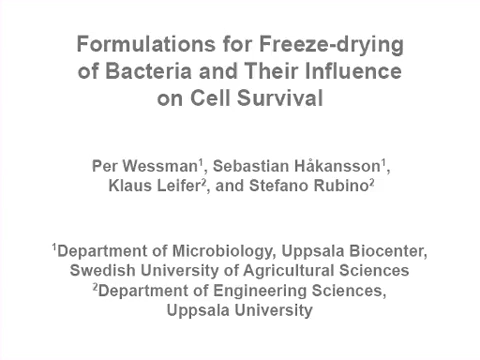 Formulations for Freeze-drying
of Bacteria and Their Influence
on Cell Survival
Per Wessman¹, Sebastian Håkansson¹,
Klaus Leifer², and Stefano Rubino²
¹Department of Microbiology, Uppsala Biocenter,
Swedish University of Agricultural Sciences
²Department of Engineering Sciences,
Uppsala University